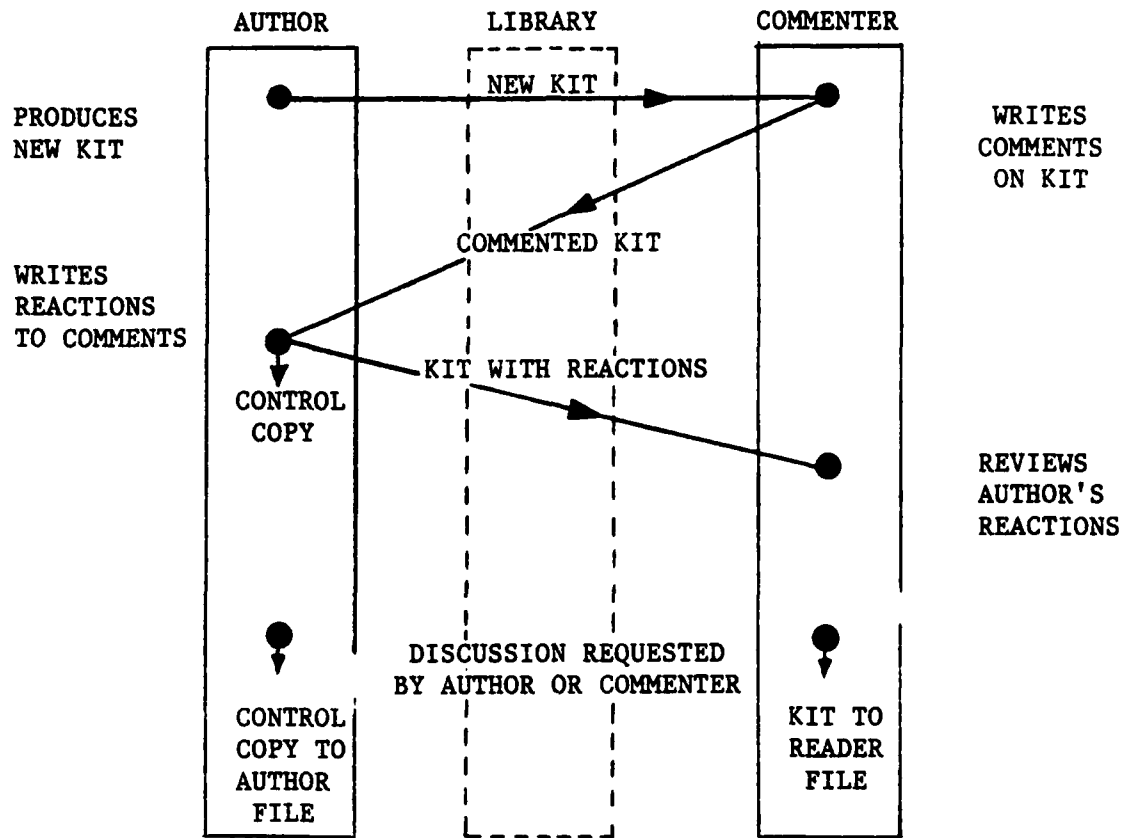 AUTHOR
LIBRARY
COMMENTER
NEW KIT
PRODUCES
NEW KIT
WRITES
COMMENTS
ON KIT
COMMENTED KIT
WRITES
REACTIONS
TO COMMENTS
KIT WITH REACTIONS
CONTROL
COPY
REVIEWS
AUTHOR'S
REACTIONS
DISCUSSION REQUESTED
BY AUTHOR OR COMMENTER
CONTROL
COPY TO
AUTHOR
FILE
KIT TO
READER
FILE